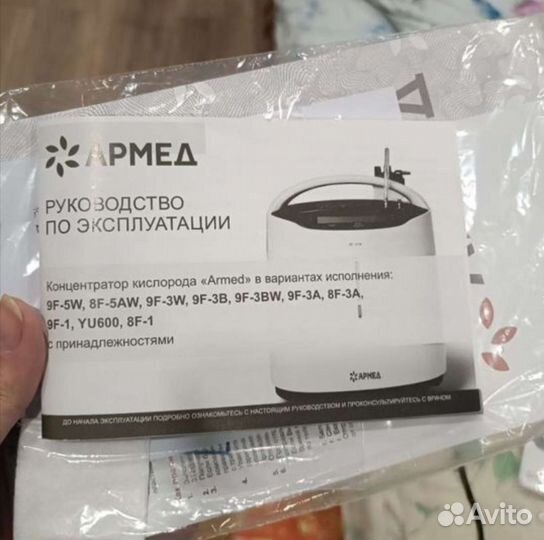 АРМЕД
РУКОВОДСТВО
ПО ЭКСПЛУАТАЦИИ
Концентратор кислорода «Armed» в вариантах исполнения:
9F-5W, 8F-5AW, 9F-3W, 9F-3B, 9F-3BW, 9F-3A, 8F-3A,
9F-1, YU600, 8F-1
с принадлежностями
АРМЕД
ДО НАЧАЛА ЭКСПЛУАТАЦИИ ПОДРОБНО ОЗНАКОМЬТЕСЬ С НАСТОЯЩИМ РУКОВОДСТВОМ И ПРОКОНСУЛЬТИРУЙТЕСЬ С ВРАЧОМ
Avito